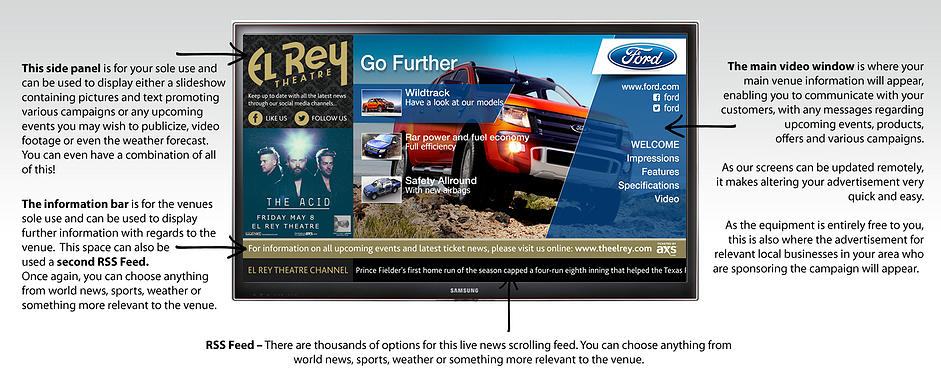 This side panel is for your sole use and
can be used to display either a slideshow
containing pictures and text promoting
various campaigns or any upcoming
events you may wish to publicize, video
footage or even the weather forecast.
You can even have a combination of all
of this!
The information bar is for the venues
sole use and can be used to display
further information with regards to the
venue. This space can also be
used a second RSS Feed.
Once again, you can choose anything
from world news, sports, weather or
something more relevant to the venue.
EL REY
THEATRE
Keep up to date with all the latest news
through our social media channels...
LIKE US
FOLLOW US
THE ACID
FRIDAY MAY 8
EL REY THEATRE
Go Further
Wildtrack
Have a look at our models
Rar power and fuel economy
Full efficiency
Safety Allround
With new airbags
Ford
www.ford.com
ford
ford
WELCOME
Impressions
Features
Specifications
Video
For information on all upcoming events and latest ticket news, please visit us online: www.theelrey.com
axs
EL REY THEATRE CHANNEL
Prince Fielder's first home run of the season capped a four-run eighth inning that helped the Texas
SAMSUNG
The main video window is where your
main venue information will appear,
enabling you to communicate with your
customers, with any messages regarding
upcoming events, products,
offers and various campaigns.
As our screens can be updated remotely,
it makes altering your advertisement very
quick and easy.
As the equipment is entirely free to you,
this is also where the advertisement for
relevant local businesses in your area who
are sponsoring the campaign will appear.
RSS Feed – There are thousands of options for this live news scrolling feed. You can choose anything from
world news, sports, weather or something more relevant to the venue.